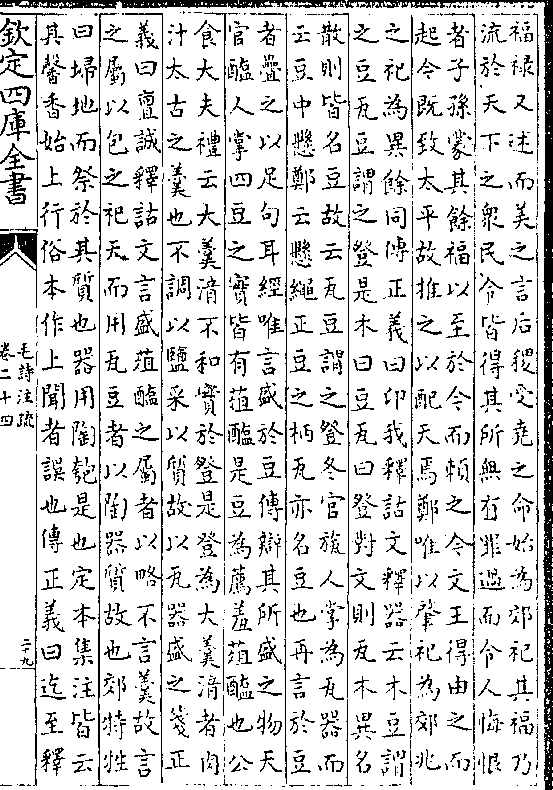 福禄又述而美之言后稷受堯之命始為郊祀其福乃
流於天下之衆民令皆得其所無有罪過而令人悔恨
者子孫蒙其餘福以至於今而頼之今文王得由之而
起今既致太平故推之以配天焉鄭唯以肇祀為郊兆
之祀為異餘同傳正義曰卬我釋詁文釋器云木豆謂
之豆瓦豆謂之登是木曰豆瓦曰登對文則瓦木異名
散則皆名豆故云瓦豆謂之登冬官旊人掌為瓦器而
云豆中懸鄭云懸繩正豆之柄瓦亦名豆也再言於豆
者疊之以足句耳經唯言盛於豆傳辯其所盛之物天
官醢人掌四豆之實皆有菹醢是豆為薦羞菹醢也公
食大夫禮云大羹湆不和實於登是登為大羹湆者肉
汁太古之羹也不調以鹽采以質故以瓦器盛之箋正
義曰亶誠釋詁文言盛菹醢之屬者以略不言羹故言
之屬以包之祀天而用瓦豆者以陶器質故也郊特牲
曰埽地而祭於其質也器用陶匏是也定本集注皆云
其馨香始上行俗本作上聞者誤也傳正義曰迄至釋
欽定四庫全書
毛詩注疏
卷二十四
二十九